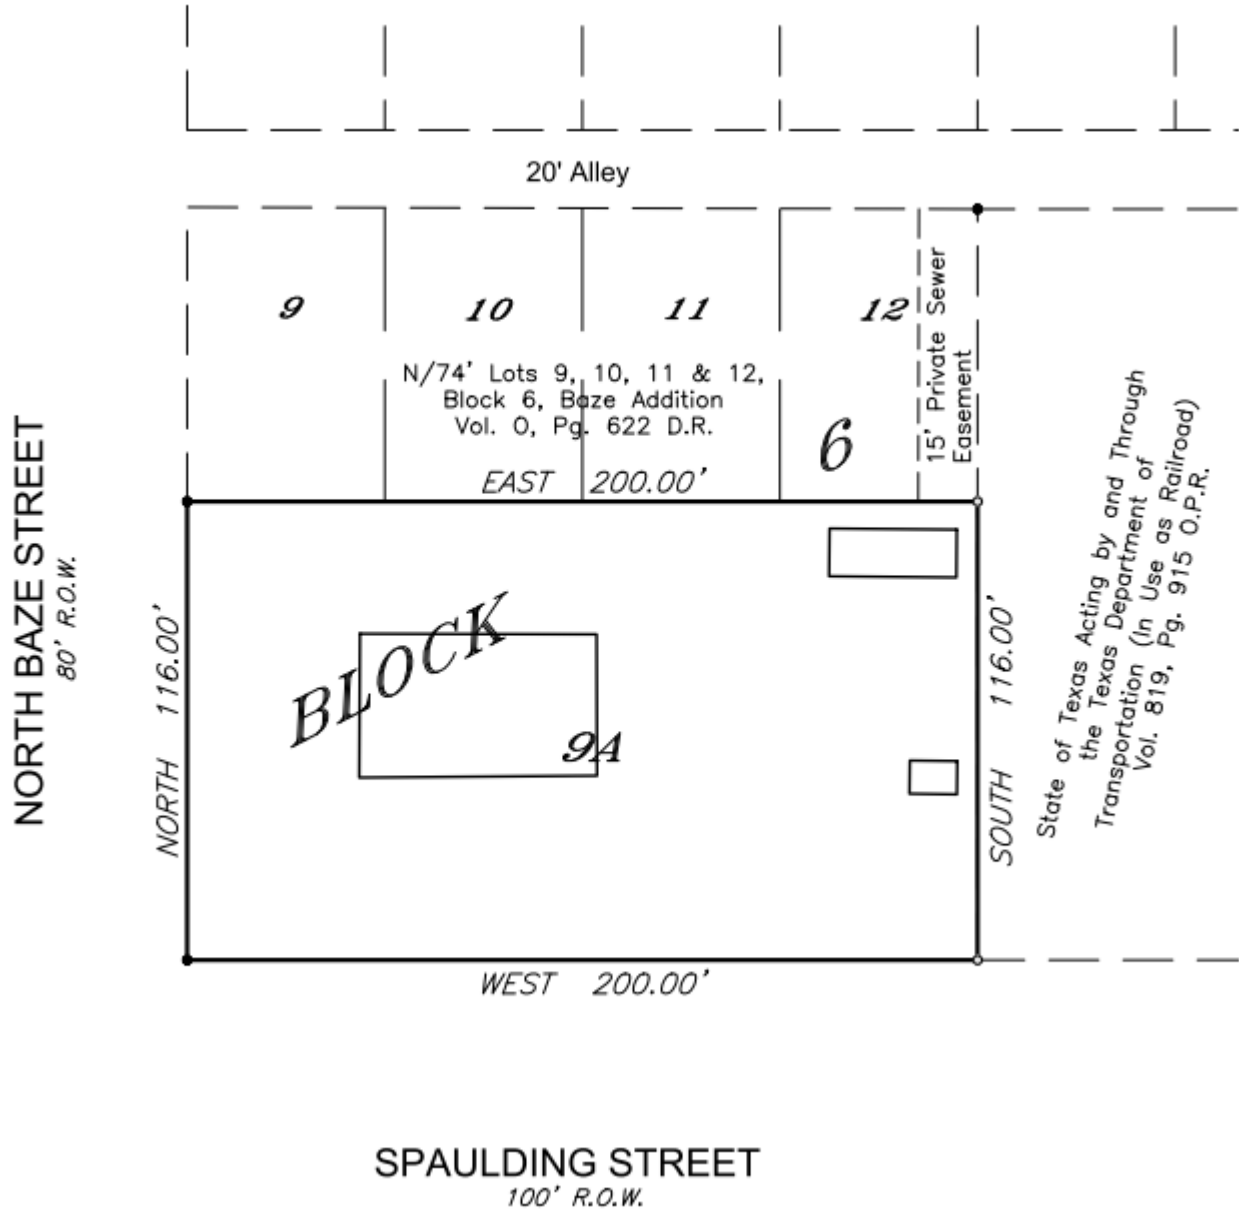 20' Alley
9
10
11
12
15' Private Sewer
Easement
N/74' Lots 9, 10, 11 & 12,
Block 6, Baze Addition
Vol. O, Pg. 622 D.R.
6
EAST 200.00'
NORTH BAZE STREET
80' R.O.W.
NORTH 116.00'
BLOCK
9A
SOUTH 116.00'
State of Texas Acting by and Through
the Texas Department of
Transportation (In Use as Railroad)
Vol. 819, Pg. 915 O.P.R.
WEST 200.00'
SPAULDING STREET
100' R.O.W.